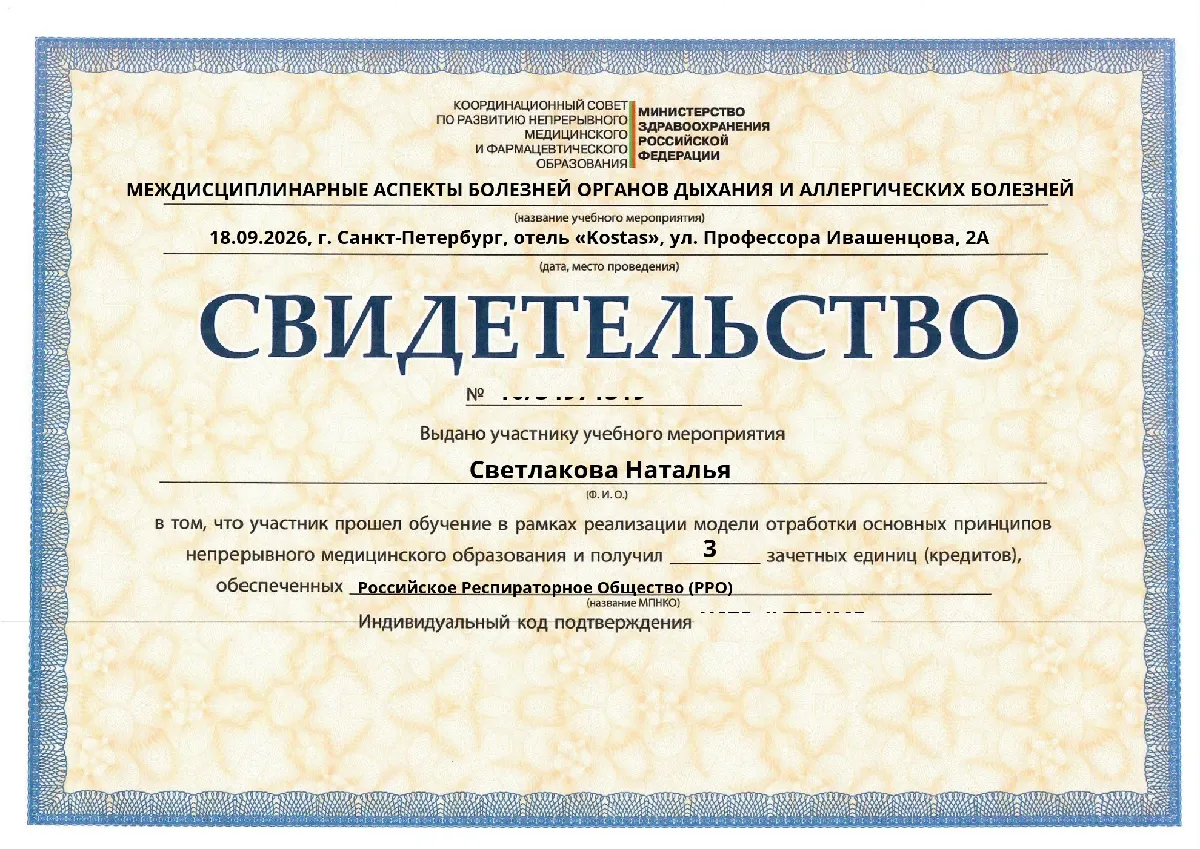 КООРДИНАЦИОННЫЙ СОВЕТ
ПО РАЗВИТИЮ НЕПРЕРЫВНОГО
МЕДИЦИНСКОГО
И ФАРМАЦЕВТИЧЕСКОГО
ОБРАЗОВАНИЯ
МИНИСТЕРСТВО
ЗДРАВООХРАНЕНИЯ
РОССИЙСКОЙ
ФЕДЕРАЦИИ
МЕЖДИСЦИПЛИНАРНЫЕ АСПЕКТЫ БОЛЕЗНЕЙ ОРГАНОВ ДЫХАНИЯ И АЛЛЕРГИЧЕСКИХ БОЛЕЗНЕЙ
(название учебного мероприятия)
18.09.2026, г. Санкт-Петербург, отель «Kostas», ул. Профессора Ивашенцова, 2А
(дата, место проведения)
СВИДЕТЕЛЬСТВО
№
Выдано участнику учебного мероприятия
Светлакова Наталья
(Ф. И. О.)
в том, что участник прошел обучение в рамках реализации модели отработки основных принципов
непрерывного медицинского образования и получил 3 зачетных единиц (кредитов),
обеспеченных Российское Респираторное Общество (РРО)
(название МПНКО)
Индивидуальный код подтверждения